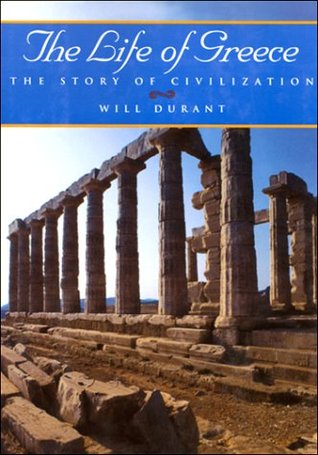 The Life of Greece
THE STORY OF CIVILIZATION
WILL DURANT